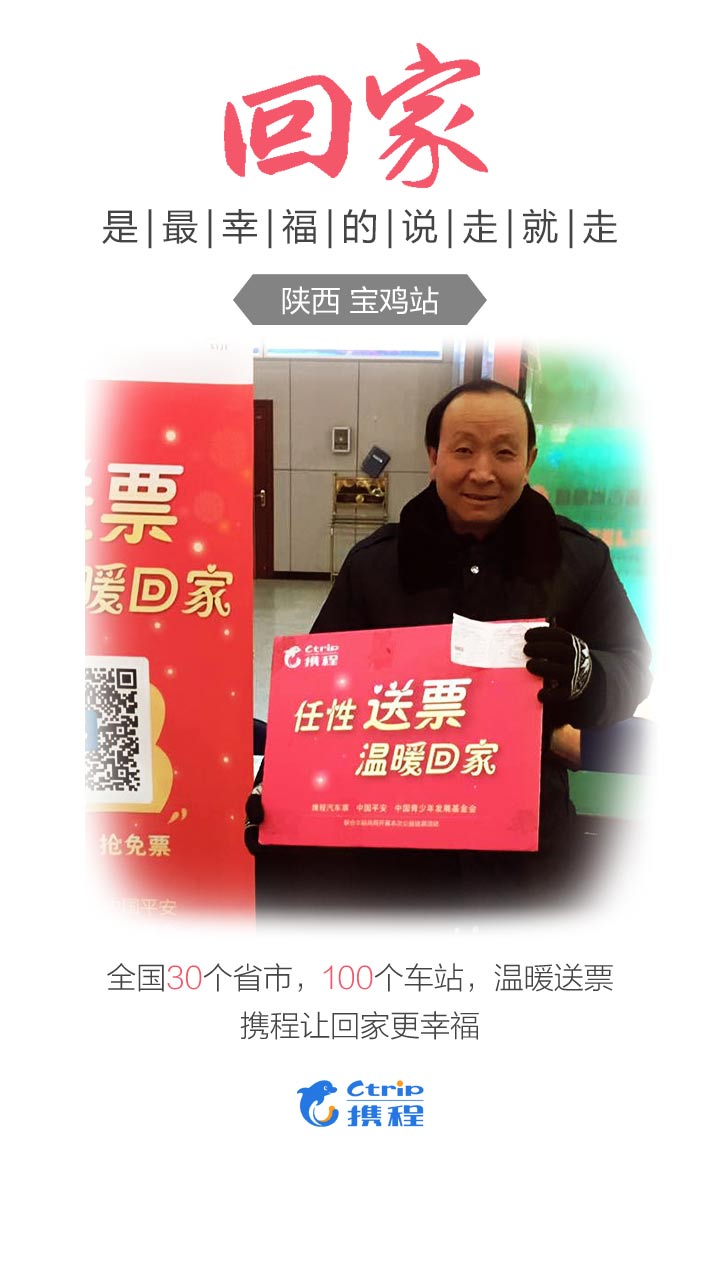 回家
是|最|幸|福|的|说|走|就|走
陕西 宝鸡站
送票
暖回家
抢免票
中国平安
Ctrip
携程
任性 送票
温暖回家
携程汽车票 中国平安 中国青少年发展基金会
全国30个省市，100个车站，温暖送票
携程让回家更幸福
Ctrip
携程